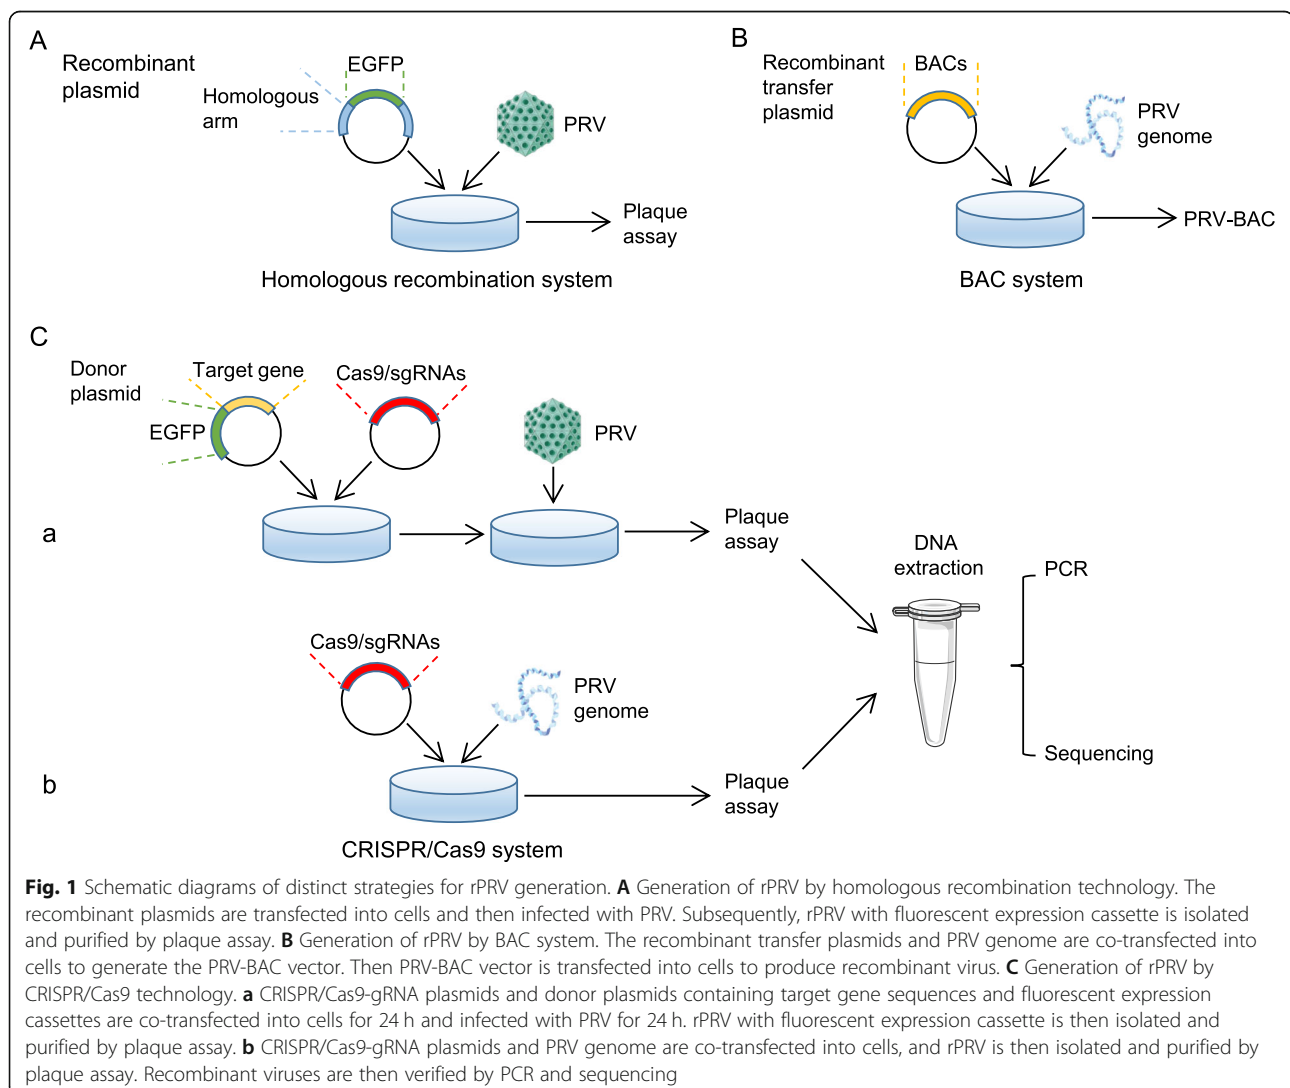 A
Recombinant
plasmid
EGFP
Homologous
arm
PRV
Plaque
assay
Homologous recombination system
B
Recombinant
transfer
plasmid
BACs
PRV
genome
PRV-BAC
BAC system
C
Donor
plasmid
Target gene
Cas9/sgRNAs
EGFP
PRV
a
Plaque
assay
DNA
extraction
PCR
Sequencing
Cas9/sgRNAs
PRV
genome
b
Plaque
assay
CRISPR/Cas9 system
Fig. 1 Schematic diagrams of distinct strategies for rPRV generation. A Generation of rPRV by homologous recombination technology. The
recombinant plasmids are transfected into cells and then infected with PRV. Subsequently, rPRV with fluorescent expression cassette is isolated
and purified by plaque assay. B Generation of rPRV by BAC system. The recombinant transfer plasmids and PRV genome are co-transfected into
cells to generate the PRV-BAC vector. Then PRV-BAC vector is transfected into cells to produce recombinant virus. C Generation of rPRV by
CRISPR/Cas9 technology. a CRISPR/Cas9-gRNA plasmids and donor plasmids containing target gene sequences and fluorescent expression
cassettes are co-transfected into cells for 24 h and infected with PRV for 24 h. rPRV with fluorescent expression cassette is then isolated and
purified by plaque assay. b CRISPR/Cas9-gRNA plasmids and PRV genome are co-transfected into cells, and rPRV is then isolated and purified by
plaque assay. Recombinant viruses are then verified by PCR and sequencing